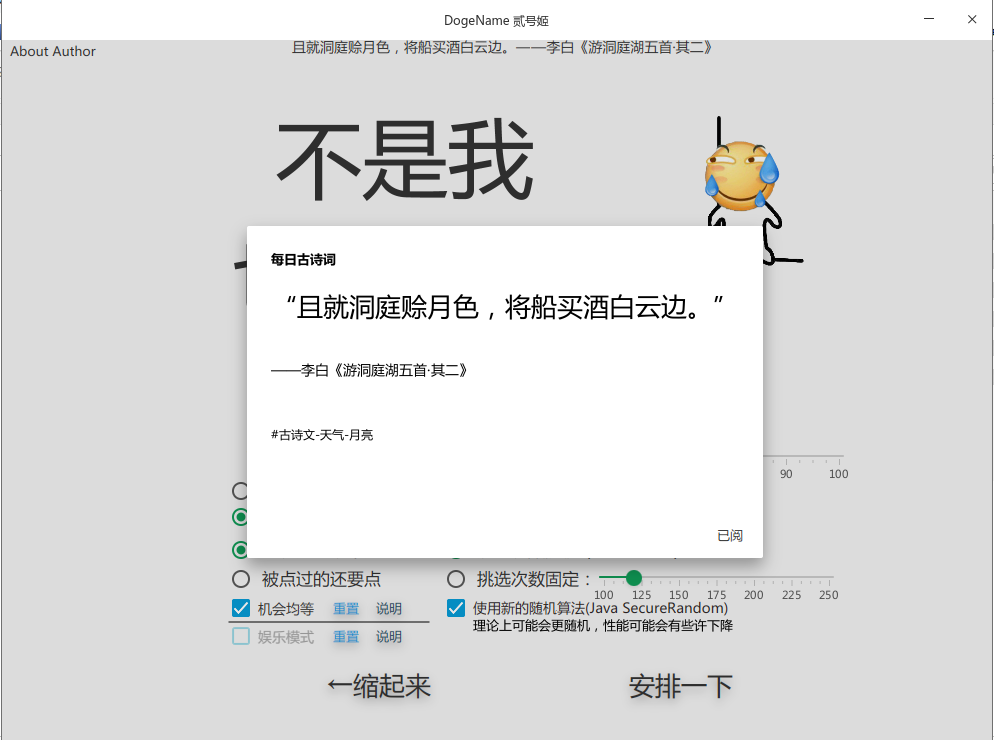 DogeName 贰号姬
About Author
且就洞庭赊月色，将船买酒白云边。——李白《游洞庭湖五首·其二》
不是我
每日古诗词
“且就洞庭赊月色，将船买酒白云边。”
——李白《游洞庭湖五首·其二》
#古诗文-天气-月亮
90 100
已阅
被点过的还要点 挑选次数固定：
100 125 150 175 200 225 250
机会均等 重置 说明 使用新的随机算法(Java SecureRandom)
理论上可能会更随机，性能可能会有些许下降
娱乐模式 重置 说明
←缩起来 安排一下